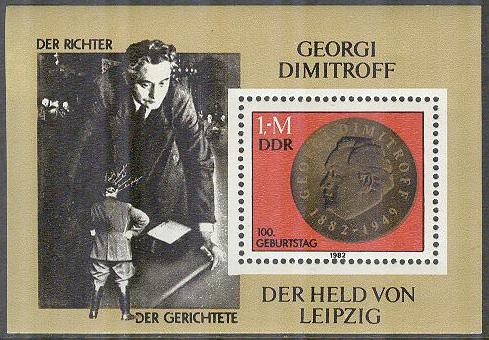 DER RICHTER
DER GERICHTETE
GEORGI
DIMITROFF
1,-M
DDR
GEORGI DIMITROFF
1882-1949
100.
GEBURTSTAG
1982
DER HELD VON
LEIPZIG